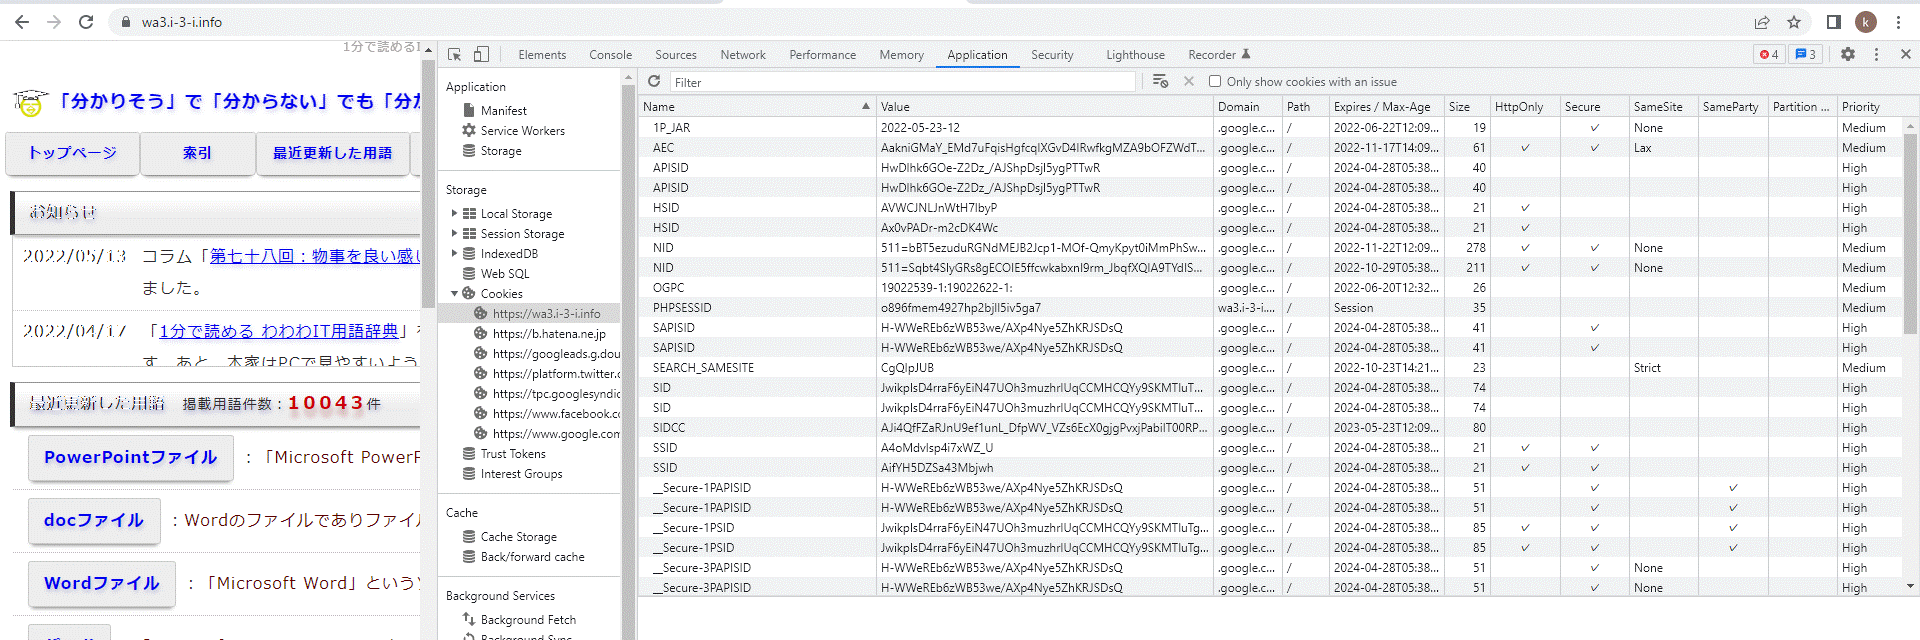 wa3.i-3-i.info
k
1分で読めるI
「分かりそう」で「分からない」でも「分か
トップページ 索引 最近更新した用語
お知らせ
2022/05/13 コラム「第七十八回：物事を良い感じ
ました。
2022/04/17 「1分で読める わわわIT用語辞典」を
す。あと、本家はPCで見やすいよう
最近更新した用語 掲載用語件数：10043件
PowerPointファイル ：「Microsoft PowerP
docファイル ：Wordのファイルでありファイル
Wordファイル ：「Microsoft Word」という
Elements Console Sources Network Performance Memory Application Security Lighthouse Recorder 4 3
Application
Manifest
Service Workers
Storage
Storage
Local Storage
Session Storage
IndexedDB
Web SQL
Cookies
https://wa3.i-3-i.info
https://b.hatena.ne.jp
https://googleads.g.dou
https://platform.twitter.c
https://tpc.googlesyndic
https://www.facebook.co
https://www.google.com
Trust Tokens
Interest Groups
Cache
Cache Storage
Back/forward cache
Background Services
Background Fetch
Background Sync
Filter Only show cookies with an issue
Name Value Domain Path Expires / Max-Age Size HttpOnly Secure SameSite SameParty Partition ... Priority
1P_JAR 2022-05-23-12 .google.c... / 2022-06-22T12:09... 19 ✓ None Medium
AEC AakniGMaY_EMd7uFqisHgfcqIXGvD4IRwfkgMZA9bOFZWdT... .google.c... / 2022-11-17T14:09... 61 ✓ ✓ Lax Medium
APISID HwDlhk6GOe-Z2Dz_/AJShpDsjI5ygPTTwR .google.c... / 2024-04-28T05:38... 40 High
APISID HwDlhk6GOe-Z2Dz_/AJShpDsjI5ygPTTwR .google.c... / 2024-04-28T05:38... 40 High
HSID AVWCJNLJnWtH7IbyP .google.c... / 2024-04-28T05:38... 21 ✓ High
HSID Ax0vPADr-m2cDK4Wc .google.c... / 2024-04-28T05:38... 21 ✓ High
NID 511=bBT5ezuduRGNdMEJB2Jcp1-MOf-QmyKpyt0iMmPhSw... .google.c... / 2022-11-22T12:09... 278 ✓ ✓ None Medium
NID 511=Sqbt4SlyGRs8gECOIE5ffcwkabxnI9rm_JbqfXQIA9TYdIS... .google.c... / 2022-10-29T05:38... 211 ✓ ✓ None Medium
OGPC 19022539-1:19022622-1: .google.c... / 2022-06-20T12:32... 26 Medium
PHPSESSID o896fmem4927hp2bjll5iv5ga7 wa3.i-3-i.... / Session 35 Medium
SAPISID H-WWeREb6zWB53we/AXp4Nye5ZhKRJSDsQ .google.c... / 2024-04-28T05:38... 41 ✓ High
SAPISID H-WWeREb6zWB53we/AXp4Nye5ZhKRJSDsQ .google.c... / 2024-04-28T05:38... 41 ✓ High
SEARCH_SAMESITE CgQIpJUB .google.c... / 2022-10-23T14:21... 23 Strict Medium
SID JwikpIsD4rraF6yEiN47UOh3muzhrIUqCCMHCQYy9SKMTIuT... .google.c... / 2024-04-28T05:38... 74 High
SID JwikpIsD4rraF6yEiN47UOh3muzhrIUqCCMHCQYy9SKMTIuT... .google.c... / 2024-04-28T05:38... 74 High
SIDCC AJi4QfFZaRJnU9ef1unL_DfpWV_VZs6EcX0gjgPvxjPabiIT00RP... .google.c... / 2023-05-23T12:09... 80 High
SSID A4oMdvIsp4i7xWZ_U .google.c... / 2024-04-28T05:38... 21 ✓ ✓ High
SSID AifYH5DZSa43Mbjwh .google.c... / 2024-04-28T05:38... 21 ✓ ✓ High
__Secure-1PAPISID H-WWeREb6zWB53we/AXp4Nye5ZhKRJSDsQ .google.c... / 2024-04-28T05:38... 51 ✓ ✓ High
__Secure-1PAPISID H-WWeREb6zWB53we/AXp4Nye5ZhKRJSDsQ .google.c... / 2024-04-28T05:38... 51 ✓ ✓ High
__Secure-1PSID JwikpIsD4rraF6yEiN47UOh3muzhrIUqCCMHCQYy9SKMTIuTg... .google.c... / 2024-04-28T05:38... 85 ✓ ✓ ✓ High
__Secure-1PSID JwikpIsD4rraF6yEiN47UOh3muzhrIUqCCMHCQYy9SKMTIuTg... .google.c... / 2024-04-28T05:38... 85 ✓ ✓ ✓ High
__Secure-3PAPISID H-WWeREb6zWB53we/AXp4Nye5ZhKRJSDsQ .google.c... / 2024-04-28T05:38... 51 ✓ None High
__Secure-3PAPISID H-WWeREb6zWB53we/AXp4Nye5ZhKRJSDsQ .google.c... / 2024-04-28T05:38... 51 ✓ None High